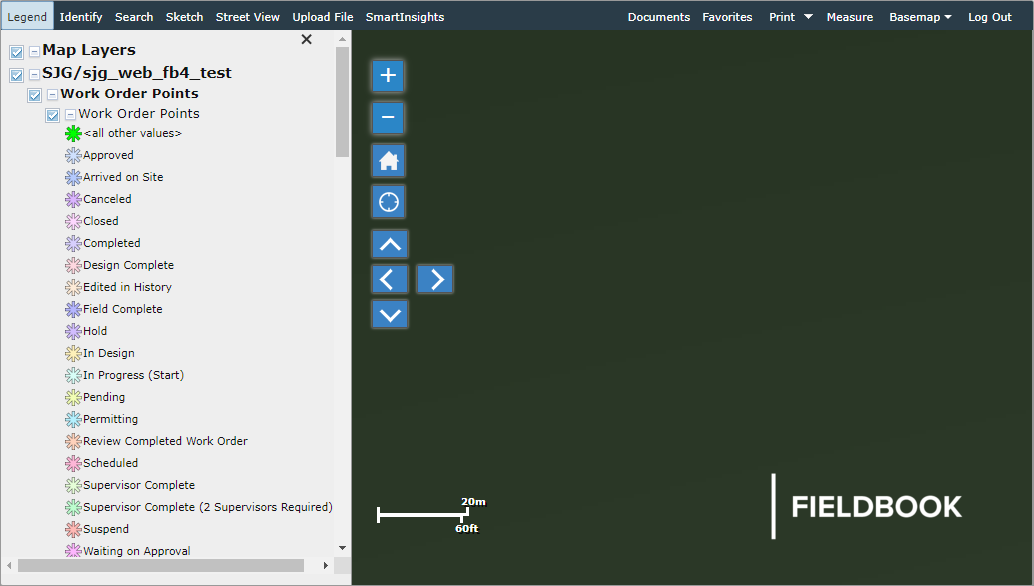 Legend Identify Search Sketch Street View Upload File SmartInsights Documents Favorites Print Measure Basemap Log Out
Map Layers
SJG/sjg_web_fb4_test
Work Order Points
Work Order Points
<all other values>
Approved
Arrived on Site
Canceled
Closed
Completed
Design Complete
Edited in History
Field Complete
Hold
In Design
In Progress (Start)
Pending
Permitting
Review Completed Work Order
Scheduled
Supervisor Complete
Supervisor Complete (2 Supervisors Required)
Suspend
Waiting on Approval
20m
60ft
FIELDBOOK